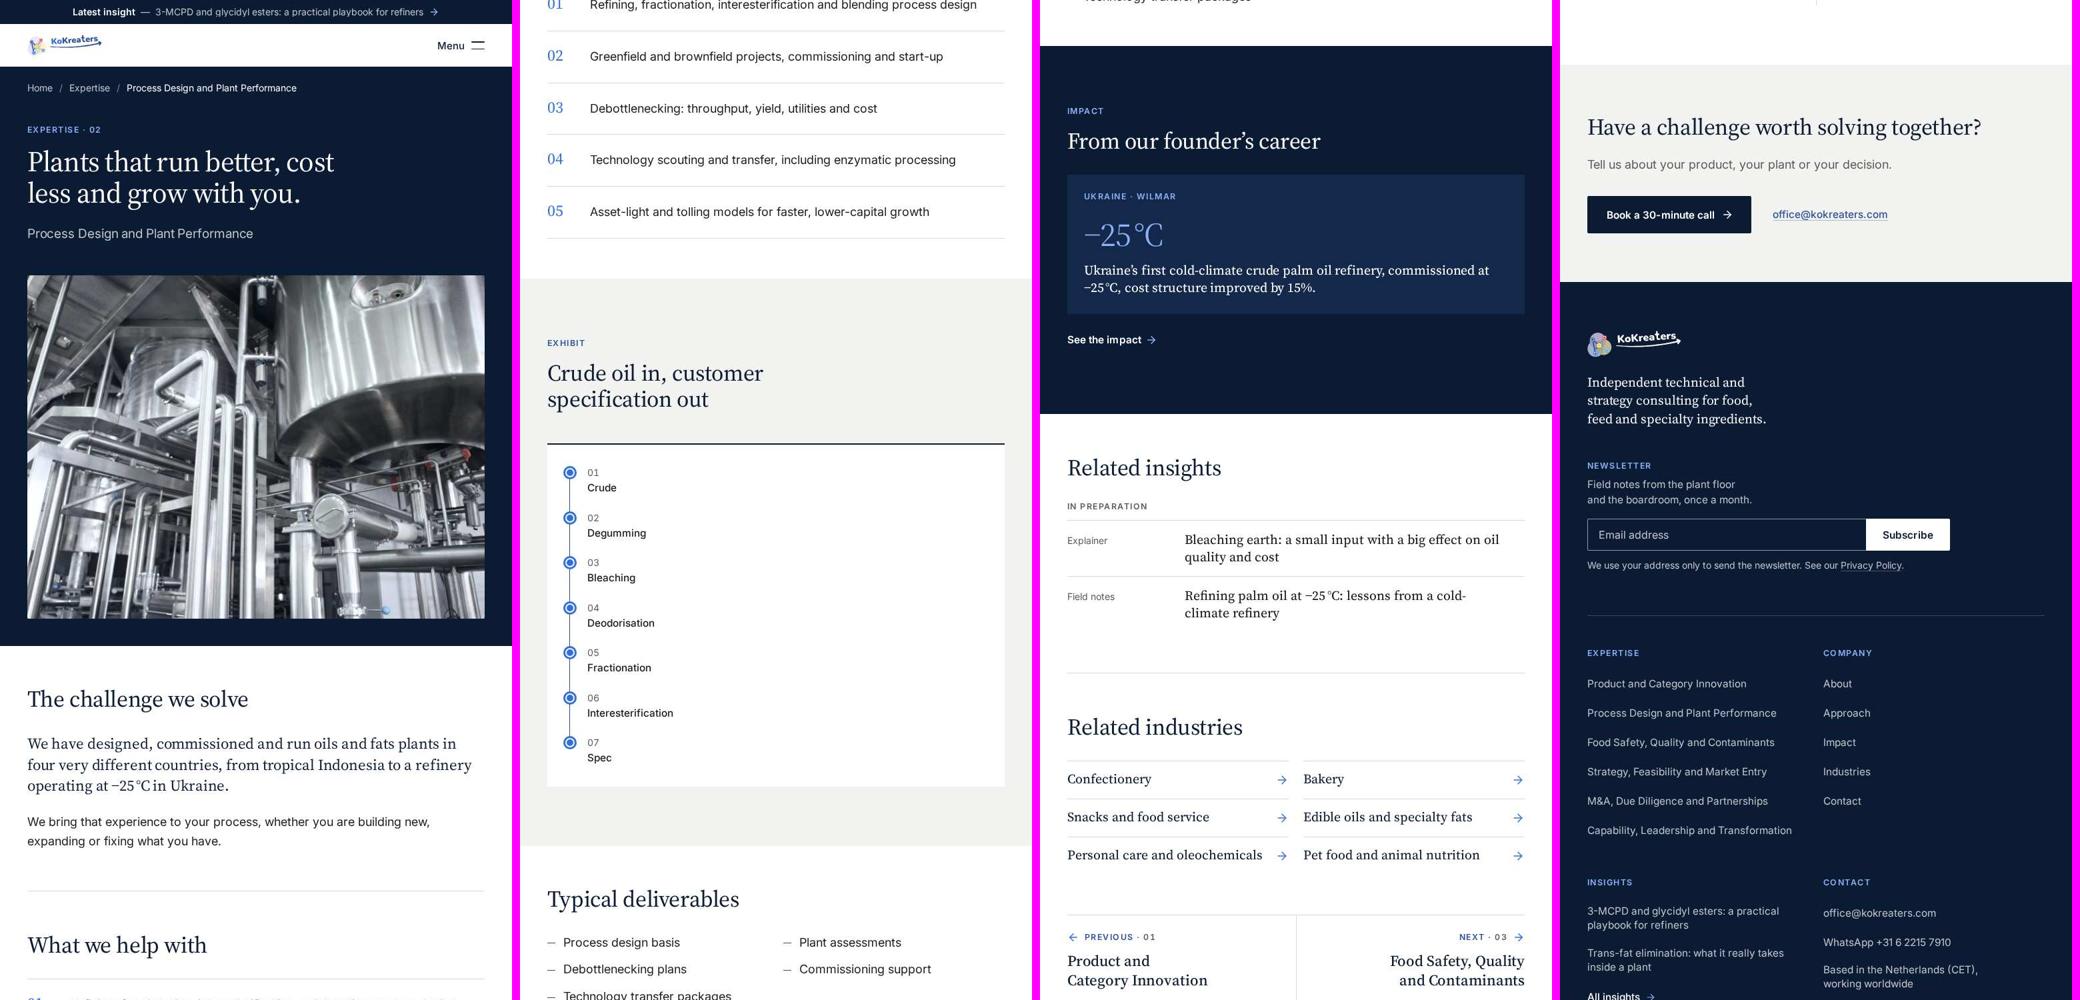 Latest insight — 3-MCPD and glycidyl esters: a practical playbook for refiners →
KoKreaters
Menu
Home / Expertise / Process Design and Plant Performance
EXPERTISE · 02
Plants that run better, cost
less and grow with you.
Process Design and Plant Performance
The challenge we solve
We have designed, commissioned and run oils and fats plants in
four very different countries, from tropical Indonesia to a refinery
operating at −25 °C in Ukraine.
We bring that experience to your process, whether you are building new,
expanding or fixing what you have.
What we help with
01 Refining, fractionation, interesterification and blending process design
02 Greenfield and brownfield projects, commissioning and start-up
03 Debottlenecking: throughput, yield, utilities and cost
04 Technology scouting and transfer, including enzymatic processing
05 Asset-light and tolling models for faster, lower-capital growth
EXHIBIT
Crude oil in, customer
specification out
01
Crude
02
Degumming
03
Bleaching
04
Deodorisation
05
Fractionation
06
Interesterification
07
Spec
Typical deliverables
— Process design basis
— Plant assessments
— Debottlenecking plans
— Commissioning support
— Technology transfer packages
IMPACT
From our founder’s career
UKRAINE · WILMAR
−25 °C
Ukraine’s first cold-climate crude palm oil refinery, commissioned at
−25 °C, cost structure improved by 15%.
See the impact →
Related insights
IN PREPARATION
Explainer
Bleaching earth: a small input with a big effect on oil
quality and cost
Field notes
Refining palm oil at −25 °C: lessons from a cold-
climate refinery
Related industries
Confectionery →
Bakery →
Snacks and food service →
Edible oils and specialty fats →
Personal care and oleochemicals →
Pet food and animal nutrition →
← PREVIOUS · 01
Product and
Category Innovation
NEXT · 03 →
Food Safety, Quality
and Contaminants
Have a challenge worth solving together?
Tell us about your product, your plant or your decision.
Book a 30-minute call →
office@kokreaters.com
KoKreaters
Independent technical and
strategy consulting for food,
feed and specialty ingredients.
NEWSLETTER
Field notes from the plant floor
and the boardroom, once a month.
Email address
Subscribe
We use your address only to send the newsletter. See our Privacy Policy.
EXPERTISE
Product and Category Innovation
Process Design and Plant Performance
Food Safety, Quality and Contaminants
Strategy, Feasibility and Market Entry
M&A, Due Diligence and Partnerships
Capability, Leadership and Transformation
COMPANY
About
Approach
Impact
Industries
Contact
INSIGHTS
3-MCPD and glycidyl esters: a practical
playbook for refiners
Trans-fat elimination: what it really takes
inside a plant
All insights →
CONTACT
office@kokreaters.com
WhatsApp +31 6 2215 7910
Based in the Netherlands (CET),
working worldwide